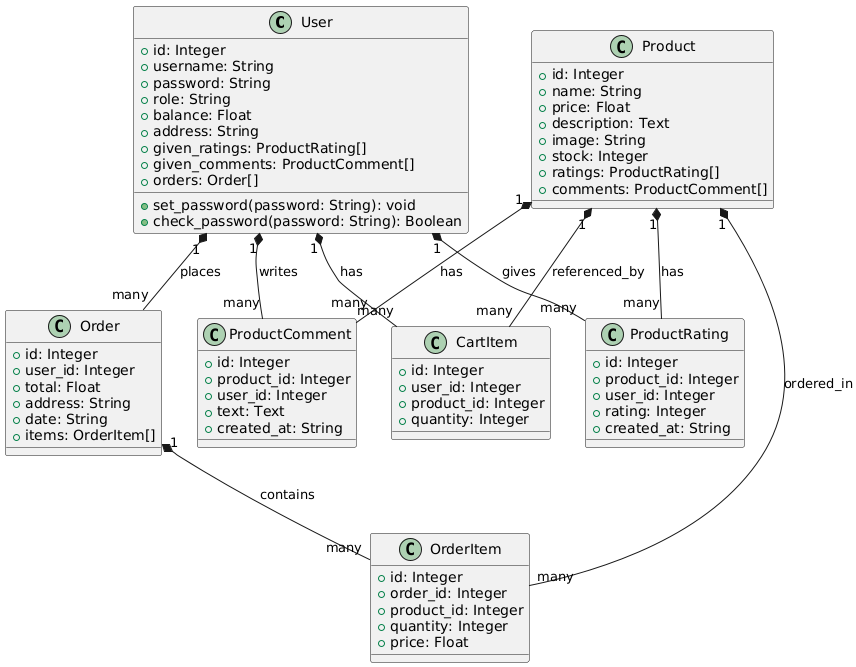 C User
id: Integer
username: String
password: String
role: String
balance: Float
address: String
given_ratings: ProductRating[]
given_comments: ProductComment[]
orders: Order[]
set_password(password: String): void
check_password(password: String): Boolean
C Product
id: Integer
name: String
price: Float
description: Text
image: String
stock: Integer
ratings: ProductRating[]
comments: ProductComment[]
1 1 1 1 1 1 1 1
places
writes
has
has
gives
referenced_by
has
ordered_in
many
many
many
many
many
many
many
C Order
id: Integer
user_id: Integer
total: Float
address: String
date: String
items: OrderItem[]
C ProductComment
id: Integer
product_id: Integer
user_id: Integer
text: Text
created_at: String
C CartItem
id: Integer
user_id: Integer
product_id: Integer
quantity: Integer
C ProductRating
id: Integer
product_id: Integer
user_id: Integer
rating: Integer
created_at: String
1
contains
many
many
C OrderItem
id: Integer
order_id: Integer
product_id: Integer
quantity: Integer
price: Float